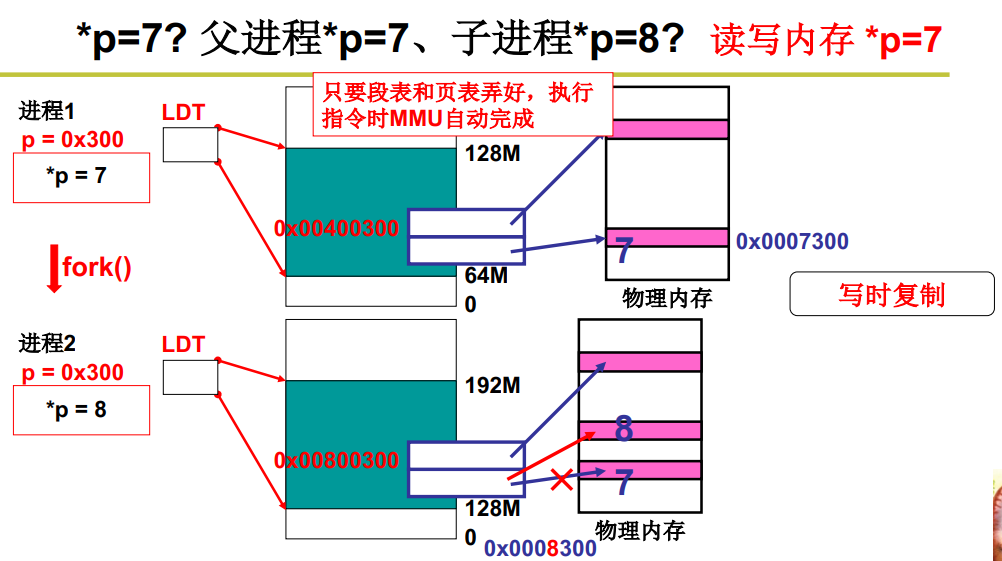 *p=7? 父进程*p=7、子进程*p=8? 读写内存 *p=7
只要段表和页表弄好，执行
指令时MMU自动完成
进程1
p = 0x300
*p = 7
LDT
128M
0x00400300
64M
0
7
0x0007300
物理内存
fork()
写时复制
进程2
p = 0x300
*p = 8
LDT
192M
0x00800300
128M
0
0x0008300
8
7
物理内存